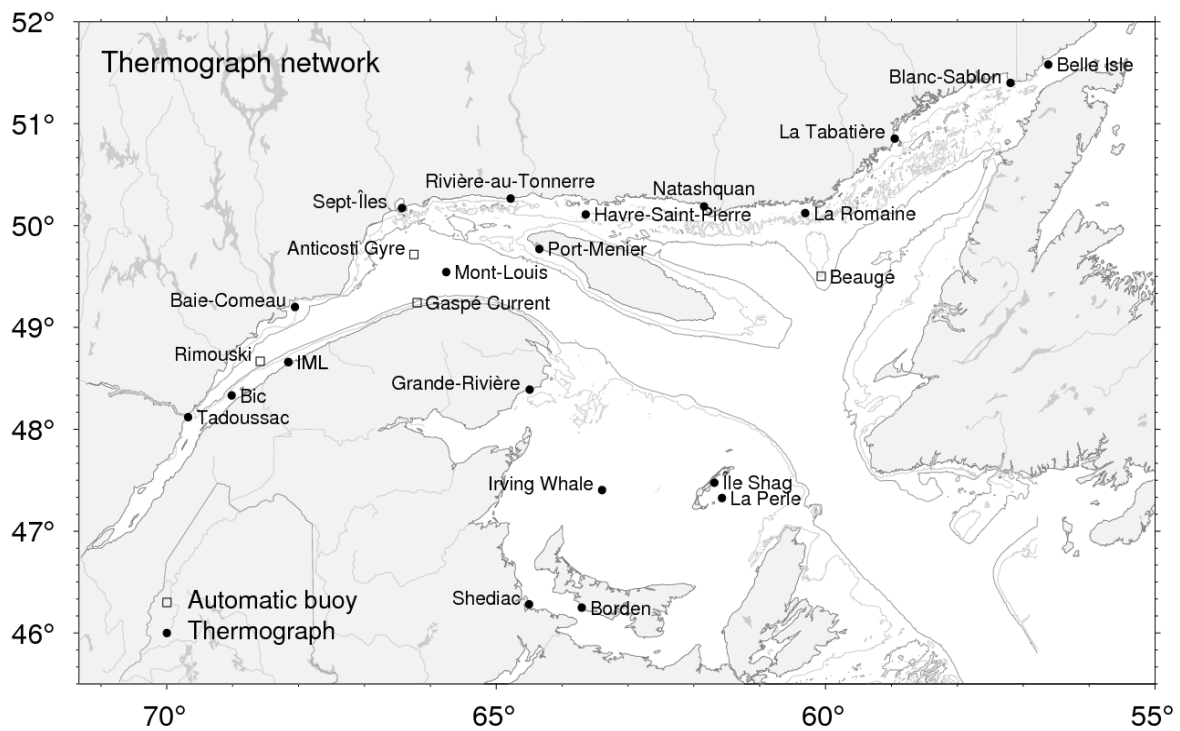 52°
Thermograph network
Belle Isle
Blanc-Sablon
51°
La Tabatière
Rivière-au-Tonnerre
Natashquan
Sept-Îles
Havre-Saint-Pierre
La Romaine
50°
Anticosti Gyre
Port-Menier
Mont-Louis
Beaugé
Baie-Comeau
Gaspé Current
49°
Rimouski
IML
Grande-Rivière
Bic
Tadoussac
48°
Irving Whale
Île Shag
La Perle
47°
Automatic buoy
Shediac
Borden
Thermograph
46°
70°
65°
60°
55°